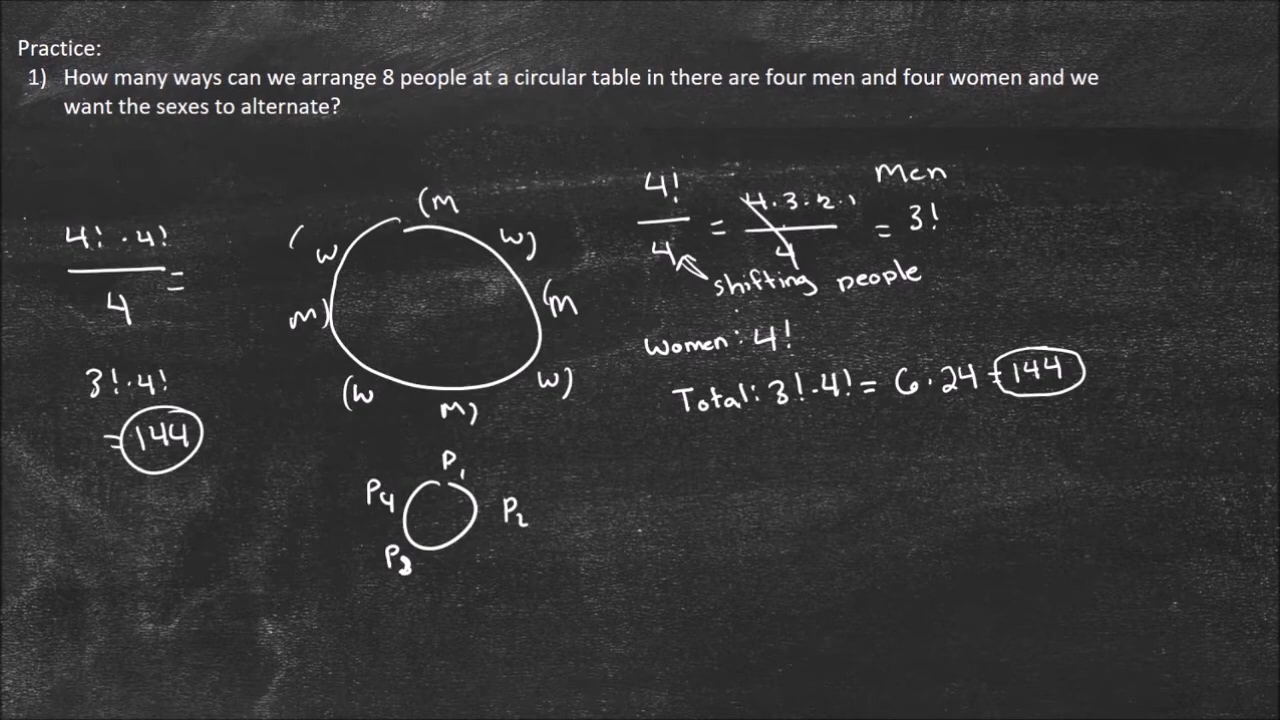 Practice:
1) How many ways can we arrange 8 people at a circular table in there are four men and four women and we
want the sexes to alternate?
4! · 4!
4
=
3! · 4!
= 144
(M
W)
(M
W)
M)
(W
M)
( W
P1
P2
P3
P4
4!
4
=
4 · 3 · 2 · 1
4
= 3!
Men
shifting people
Women: 4!
Total: 3! · 4! = 6 · 24 = 144